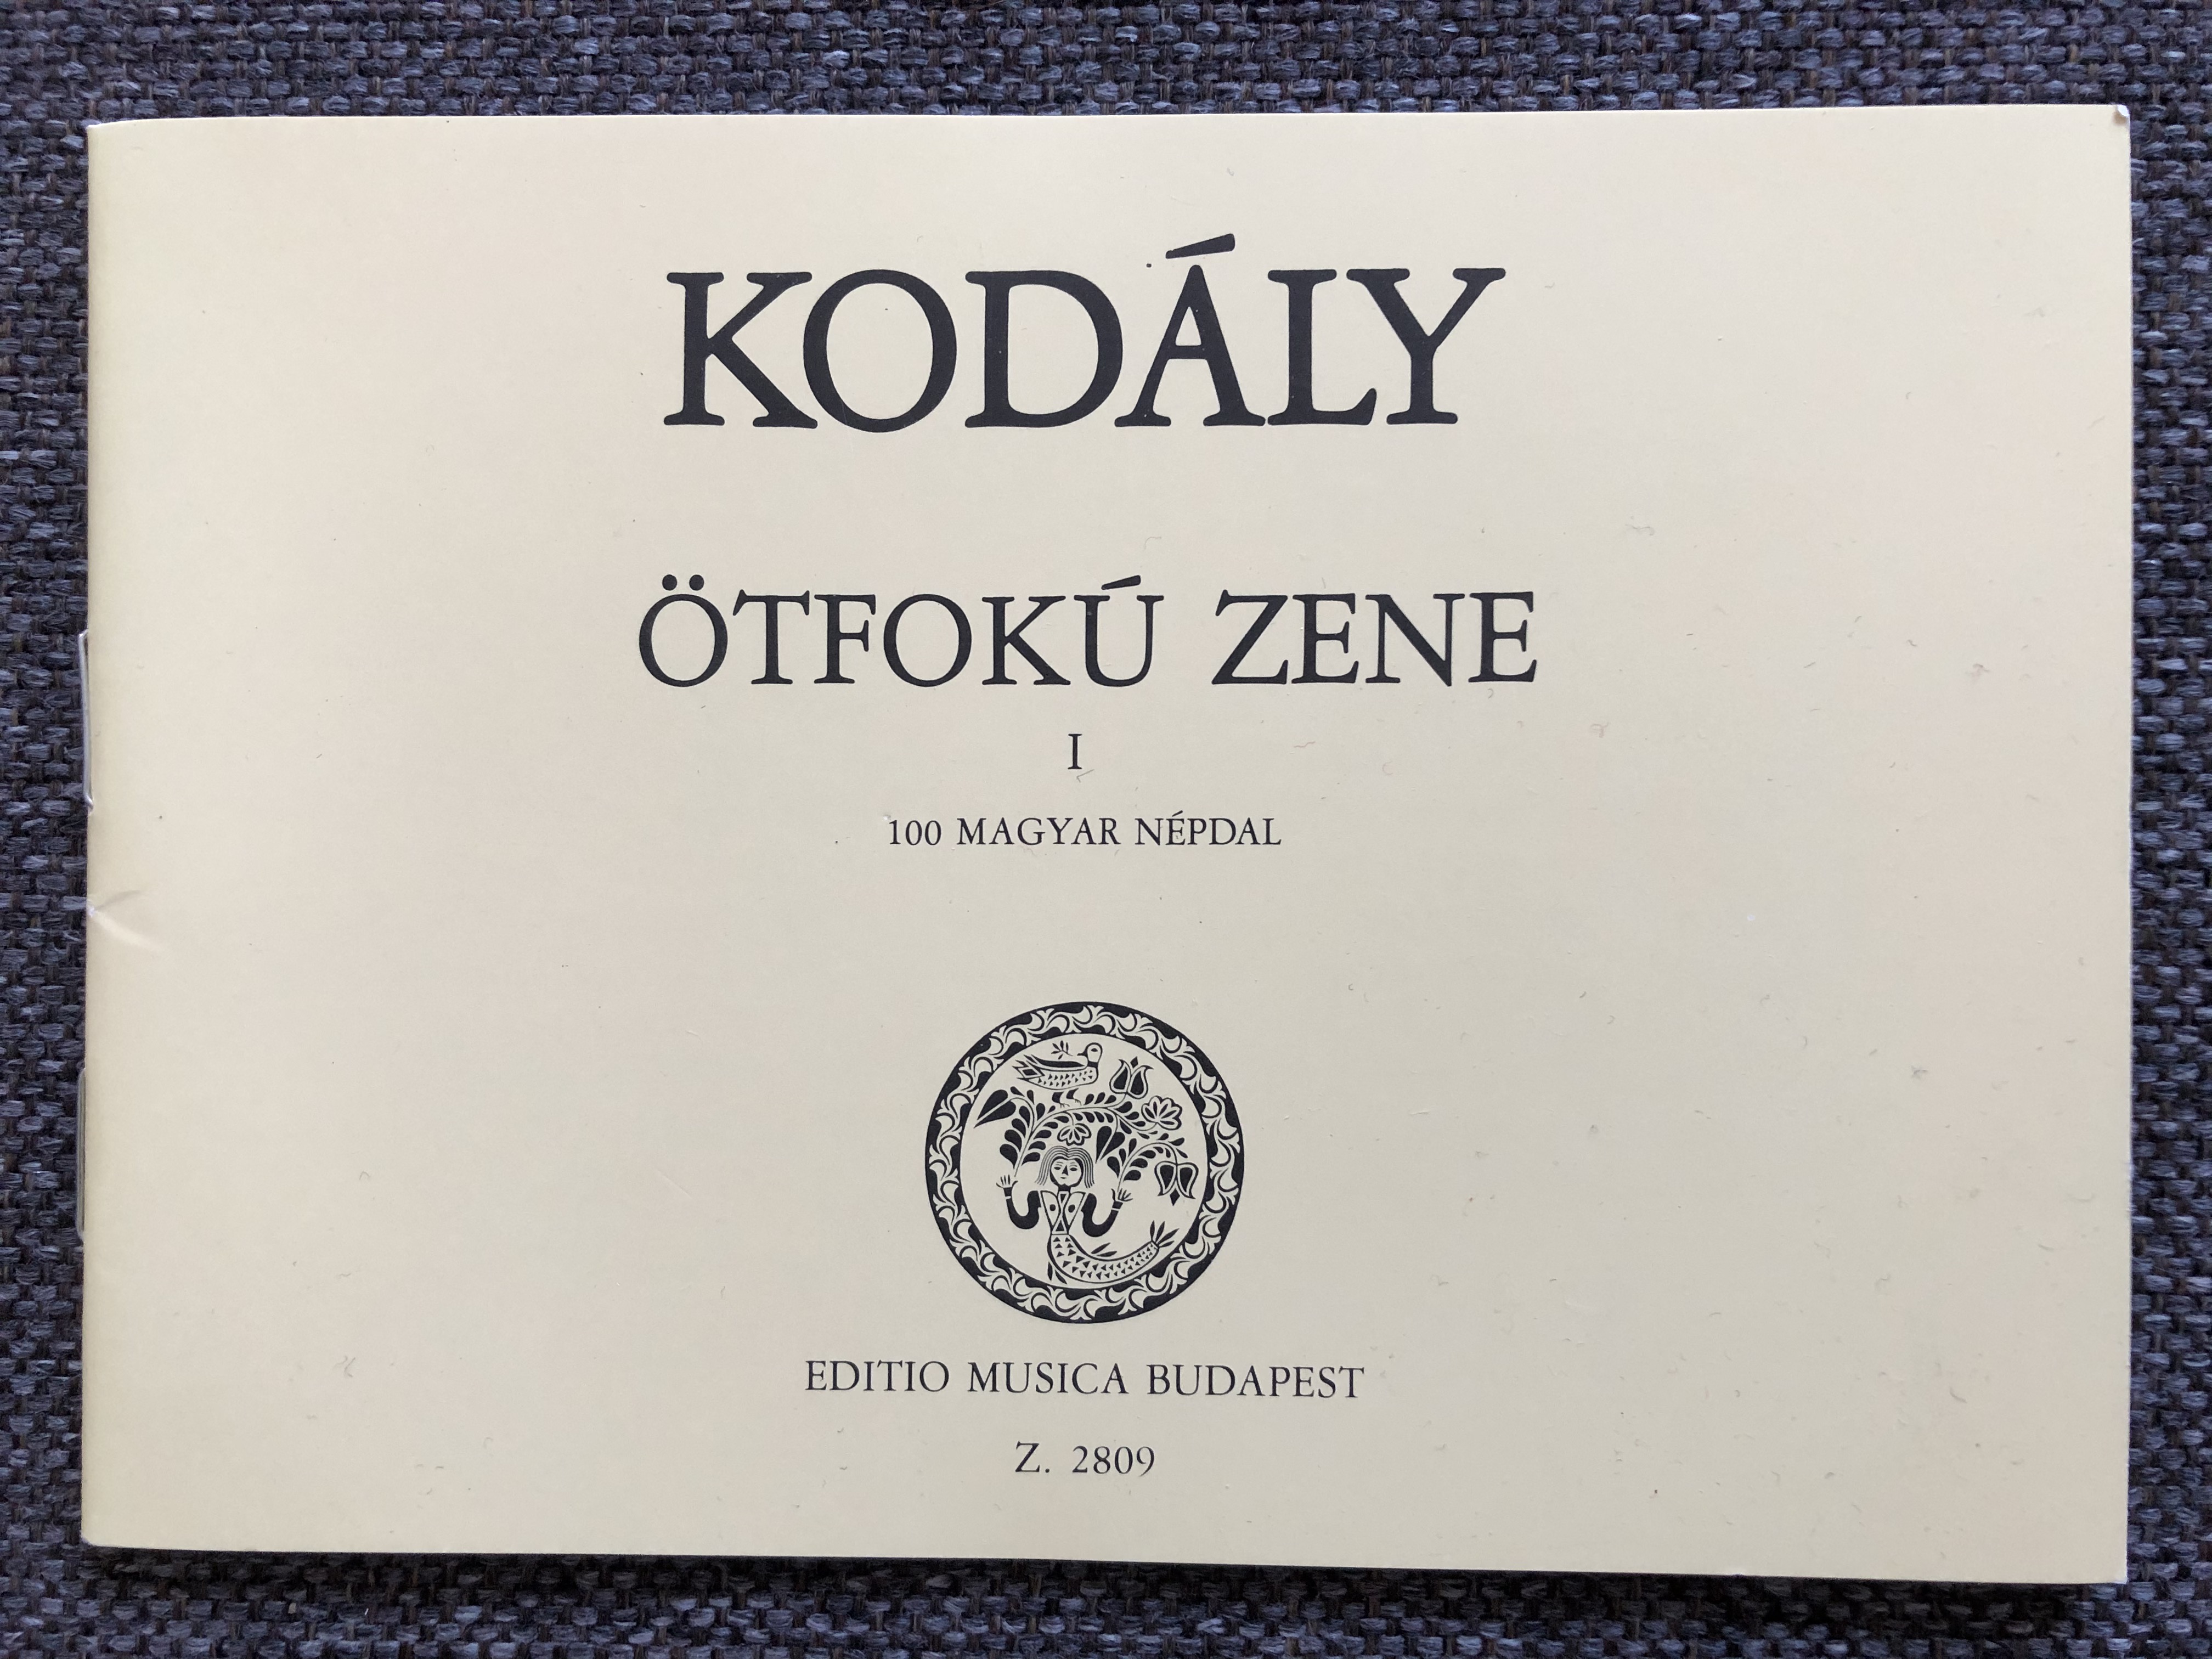 KODÁLY
ÖTFOKÚ ZENE
I
100 MAGYAR NÉPDAL
EDITIO MUSICA BUDAPEST
Z. 2809